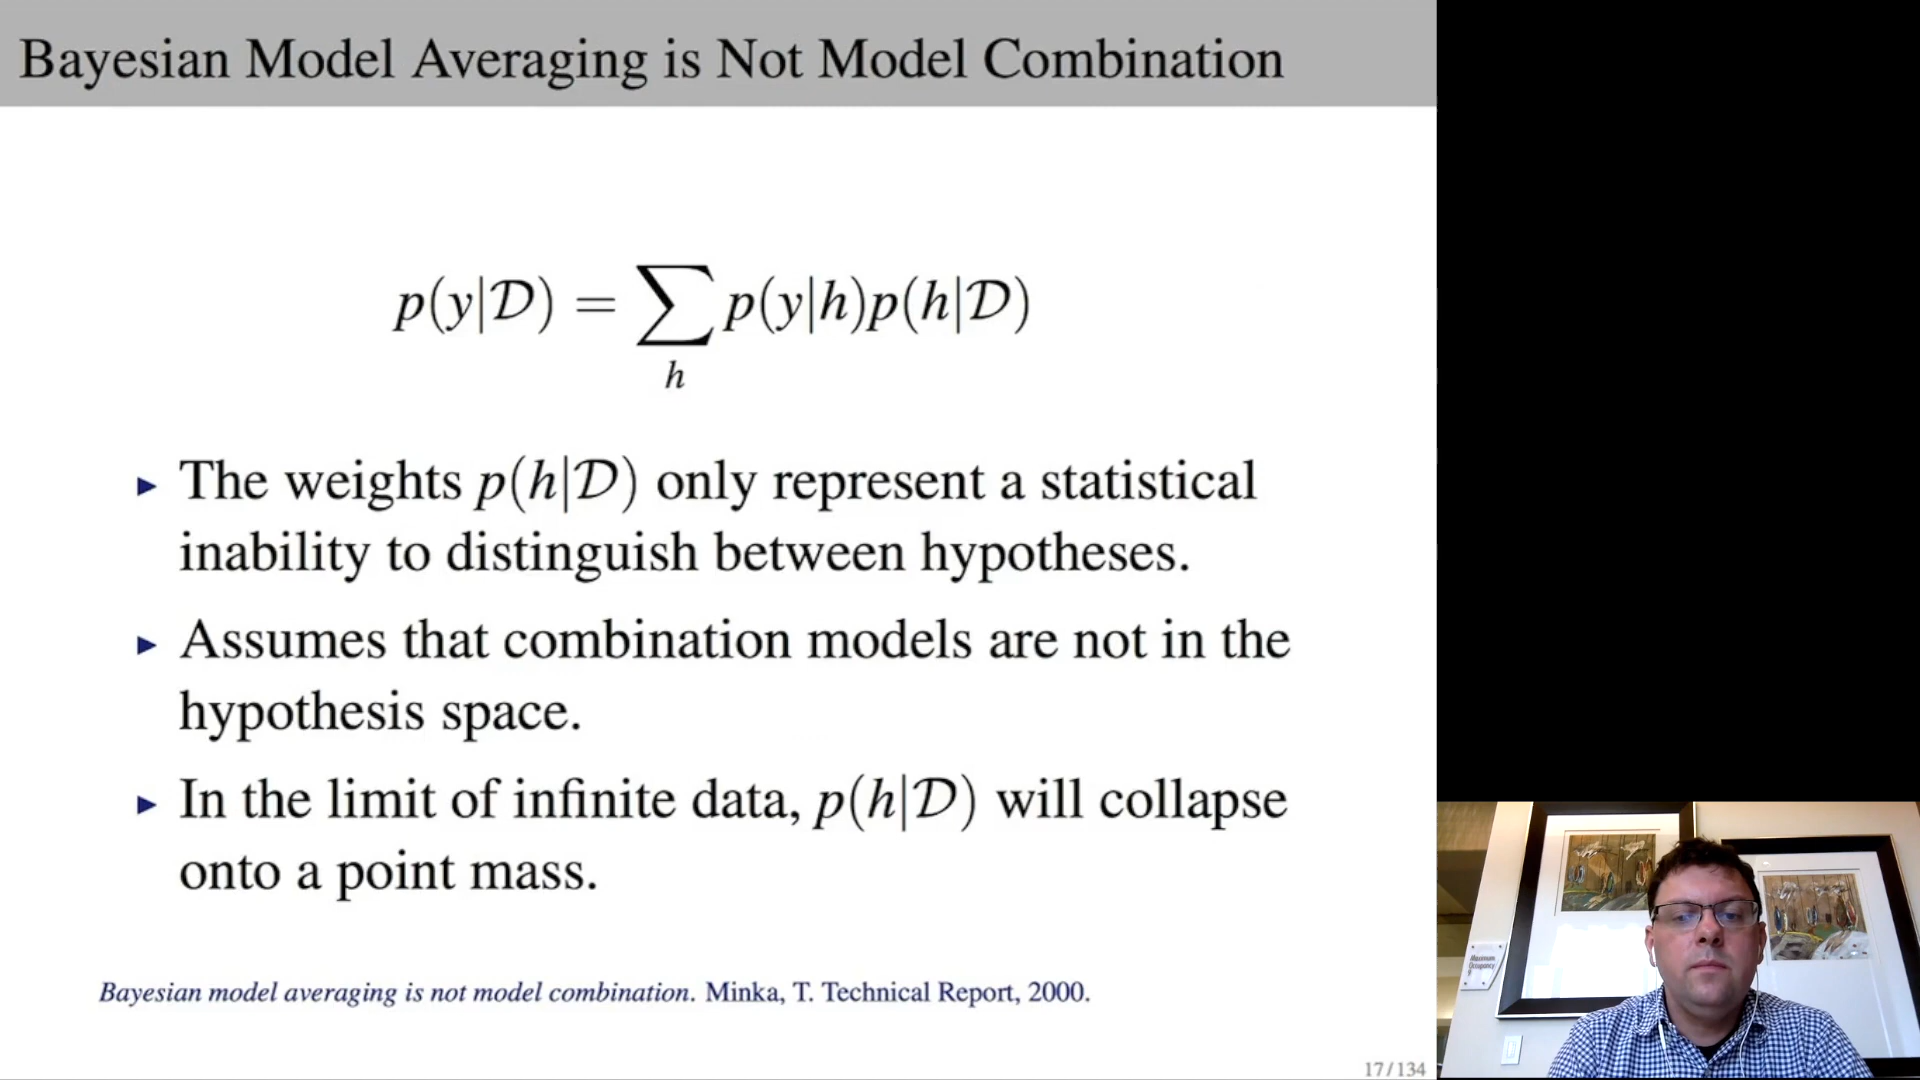 Bayesian Model Averaging is Not Model Combination
p(y|𝒟) = ∑ p(y|h)p(h|𝒟)
h
▸ The weights p(h|𝒟) only represent a statistical
inability to distinguish between hypotheses.
▸ Assumes that combination models are not in the
hypothesis space.
▸ In the limit of infinite data, p(h|𝒟) will collapse
onto a point mass.
Bayesian model averaging is not model combination. Minka, T. Technical Report, 2000.
17/134
Maximum
Occupancy